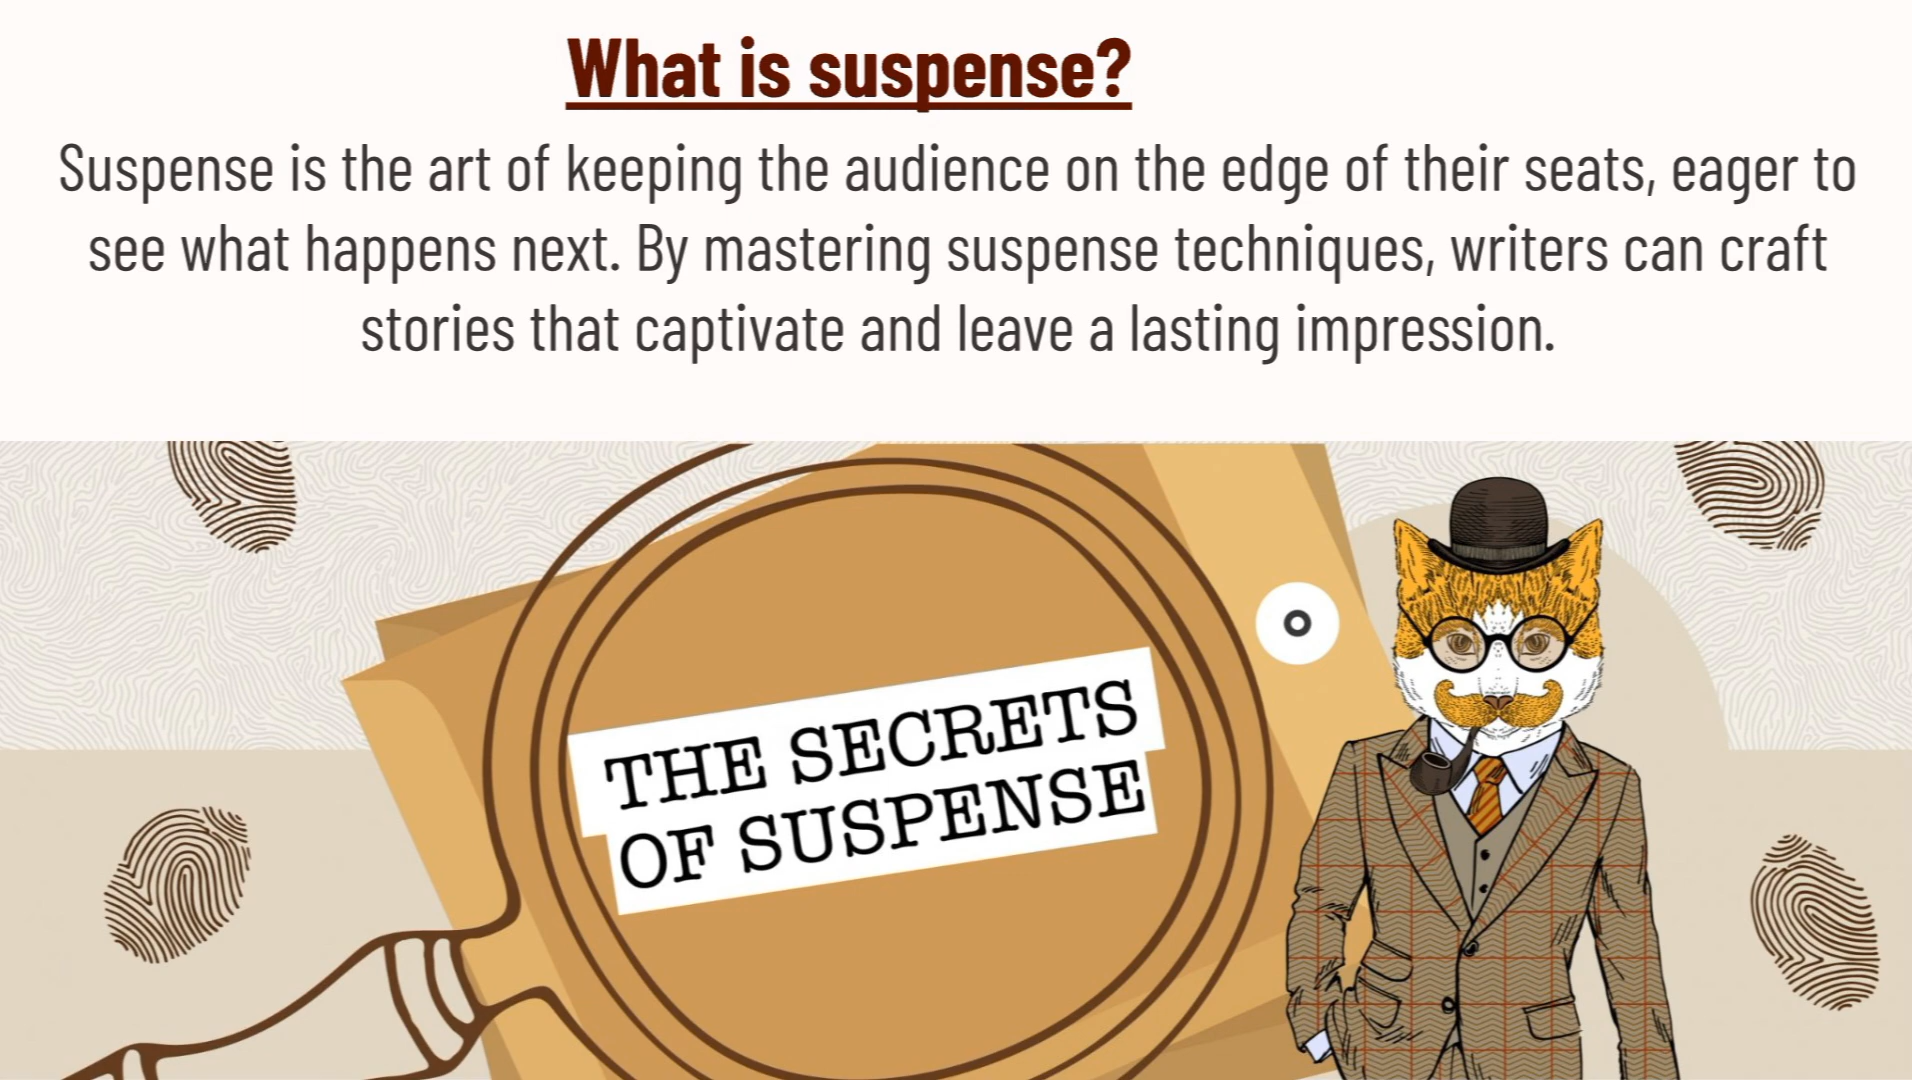 What is suspense?
Suspense is the art of keeping the audience on the edge of their seats, eager to
see what happens next. By mastering suspense techniques, writers can craft
stories that captivate and leave a lasting impression.
THE SECRETS
OF SUSPENSE